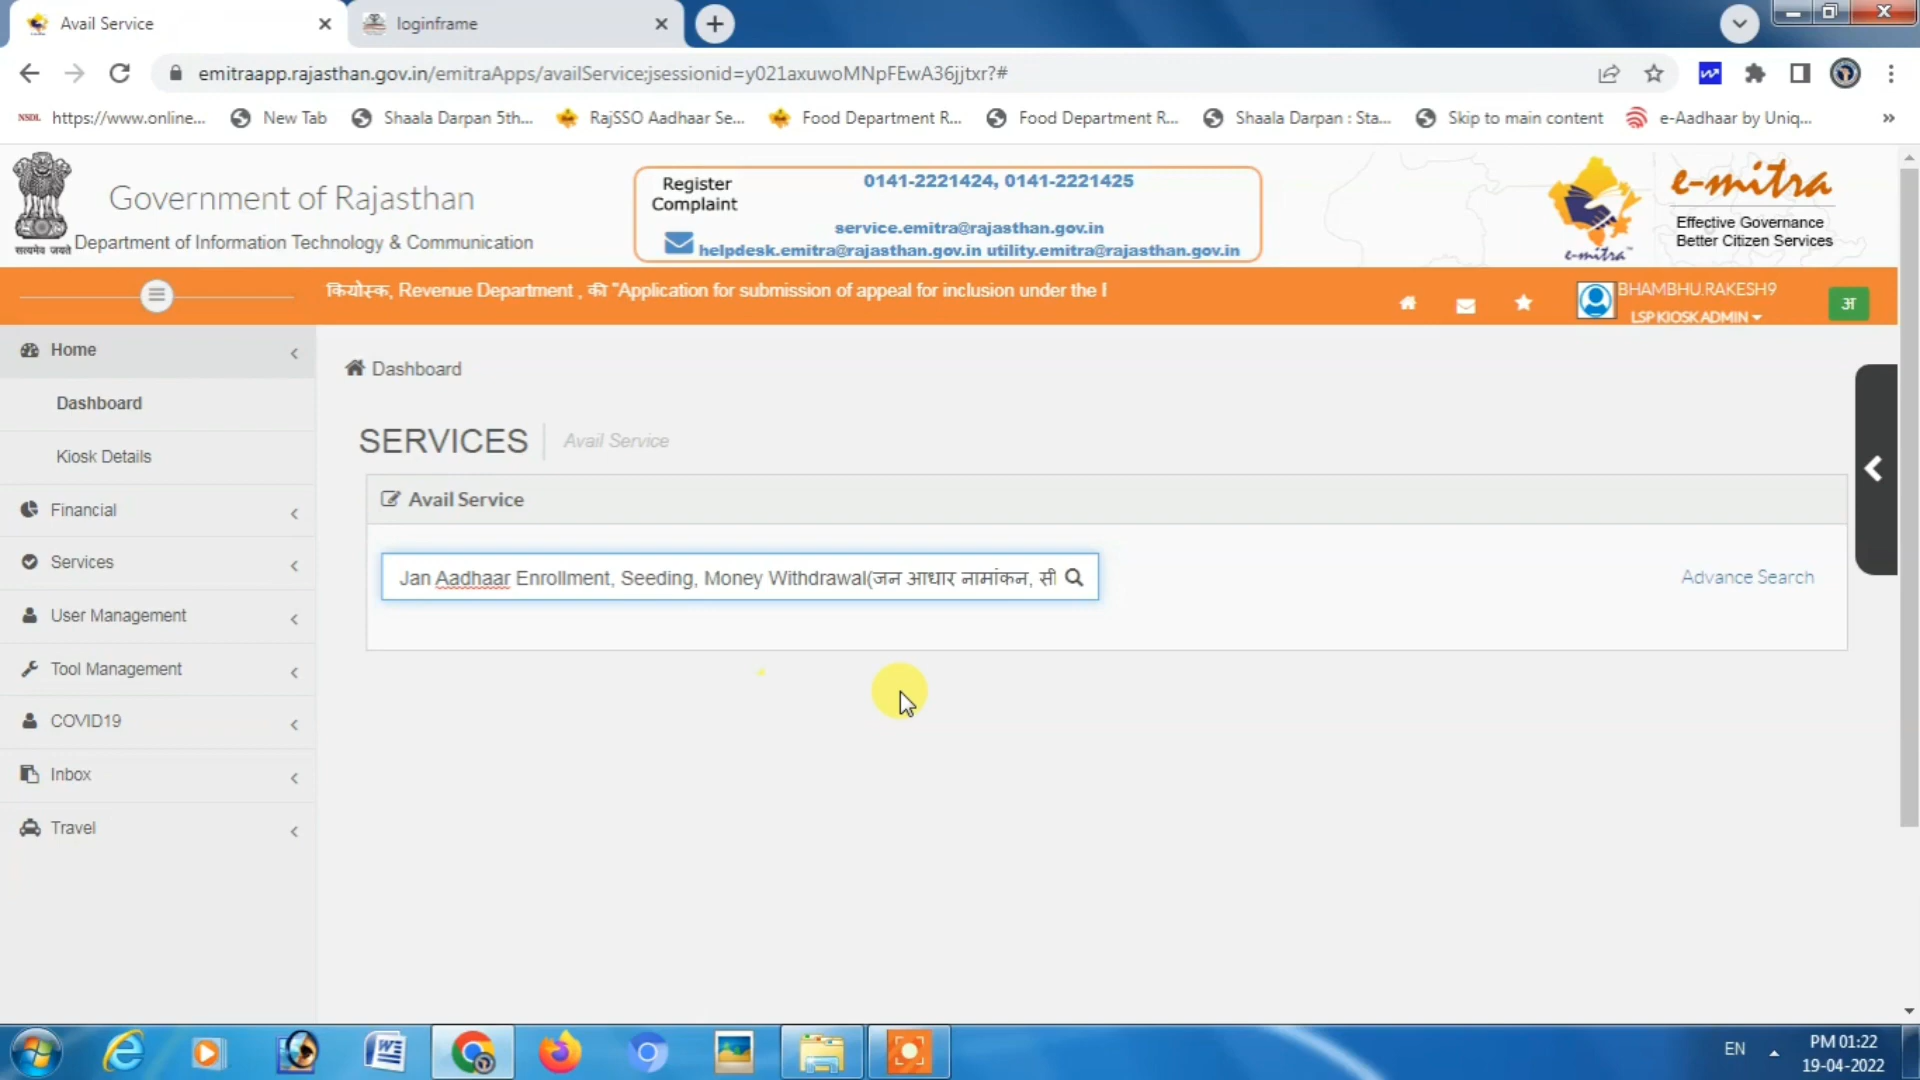 Avail Service
loginframe
emitraapp.rajasthan.gov.in/emitraApps/availService;jsessionid=y021axuwoMNpFEwA36jjtxr?#
NSDL https://www.online... New Tab Shaala Darpan 5th... RajSSO Aadhaar Se... Food Department R... Food Department R... Shaala Darpan : Sta... Skip to main content e-Aadhaar by Uniq... »
सत्यमेव जयते
Government of Rajasthan
Department of Information Technology & Communication
Register
Complaint
0141-2221424, 0141-2221425
service.emitra@rajasthan.gov.in
helpdesk.emitra@rajasthan.gov.in utility.emitra@rajasthan.gov.in
e-mitra™
e-mitra
Effective Governance
Better Citizen Services
कियोस्क, Revenue Department , की "Application for submission of appeal for inclusion under the
BHAMBHU.RAKESH9
LSP KIOSK ADMIN
अ
Home
Dashboard
Kiosk Details
Financial
Services
User Management
Tool Management
COVID19
Inbox
Travel
Dashboard
SERVICES
Avail Service
Avail Service
Jan Aadhaar Enrollment, Seeding, Money Withdrawal(जन आधार नामांकन, सी
Advance Search
EN
PM 01:22
19-04-2022